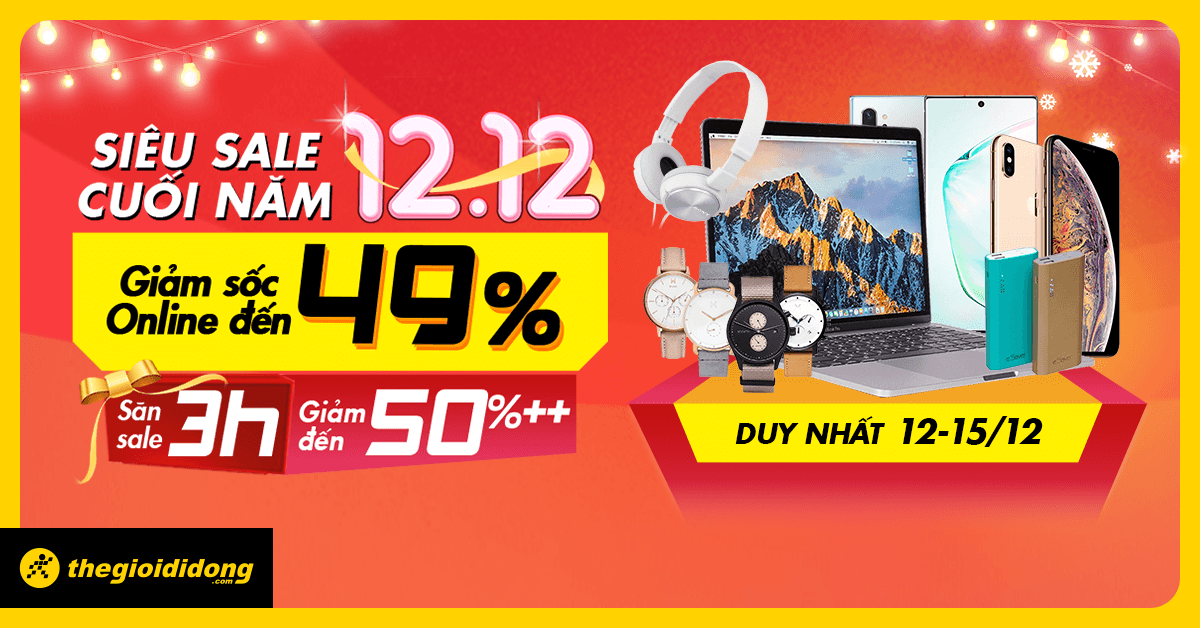 SIÊU SALE
CUỐI NĂM
12.12
Giảm sốc
Online đến
49%
Săn
sale
3h
Giảm
đến
50%++
DUY NHẤT 12-15/12
thegioididong
.com